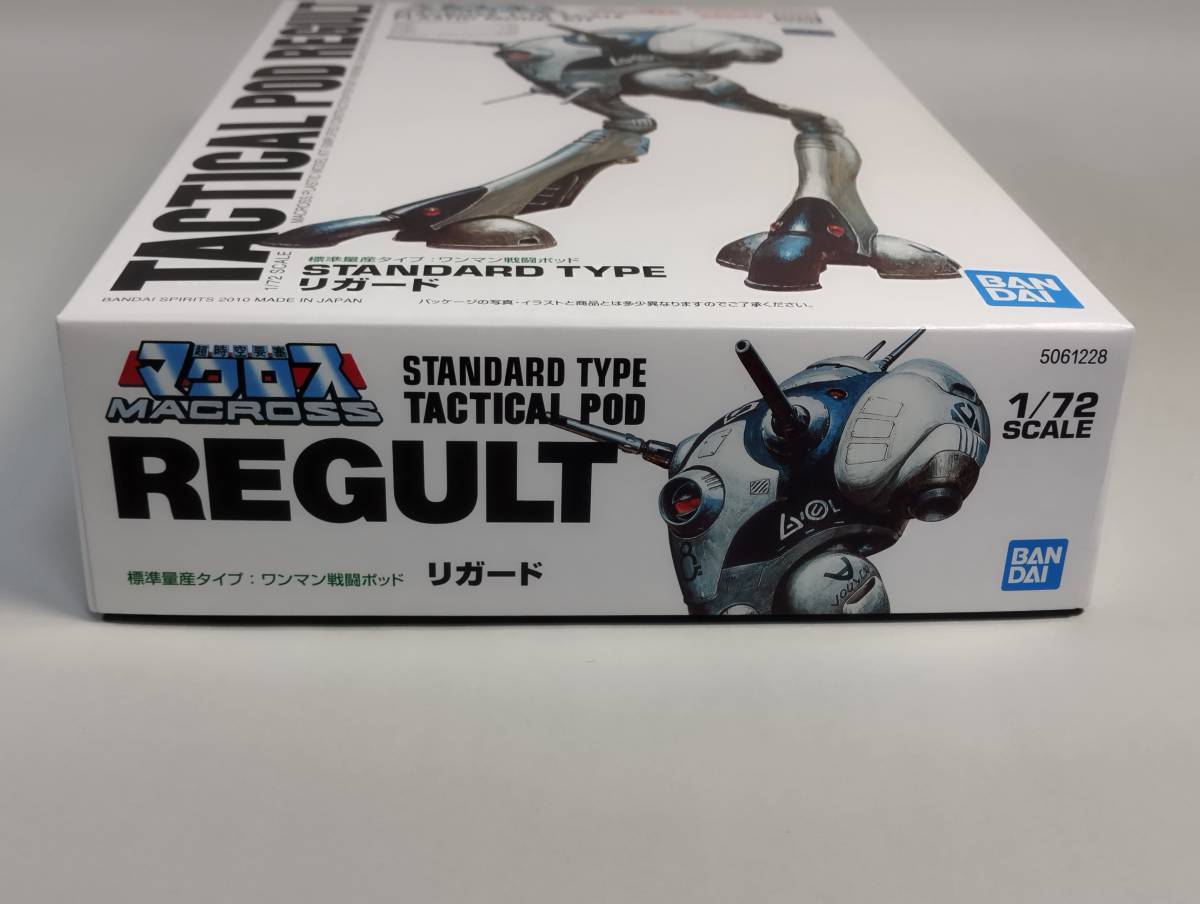 TACTICAL POD REGULT
1/72 SCALE
標準量産タイプ：ワンマン戦闘ポッド
STANDARD TYPE
リガード
BANDAI SPIRITS 2010 MADE IN JAPAN
パッケージの写真・イラストと商品とは多少異なりますのでご了承ください。
BAN
DAI
超時空要塞
マクロス
MACROSS
STANDARD TYPE
TACTICAL POD
REGULT
標準量産タイプ：ワンマン戦闘ポッド リガード
5061228
1/72
SCALE
BAN
DAI